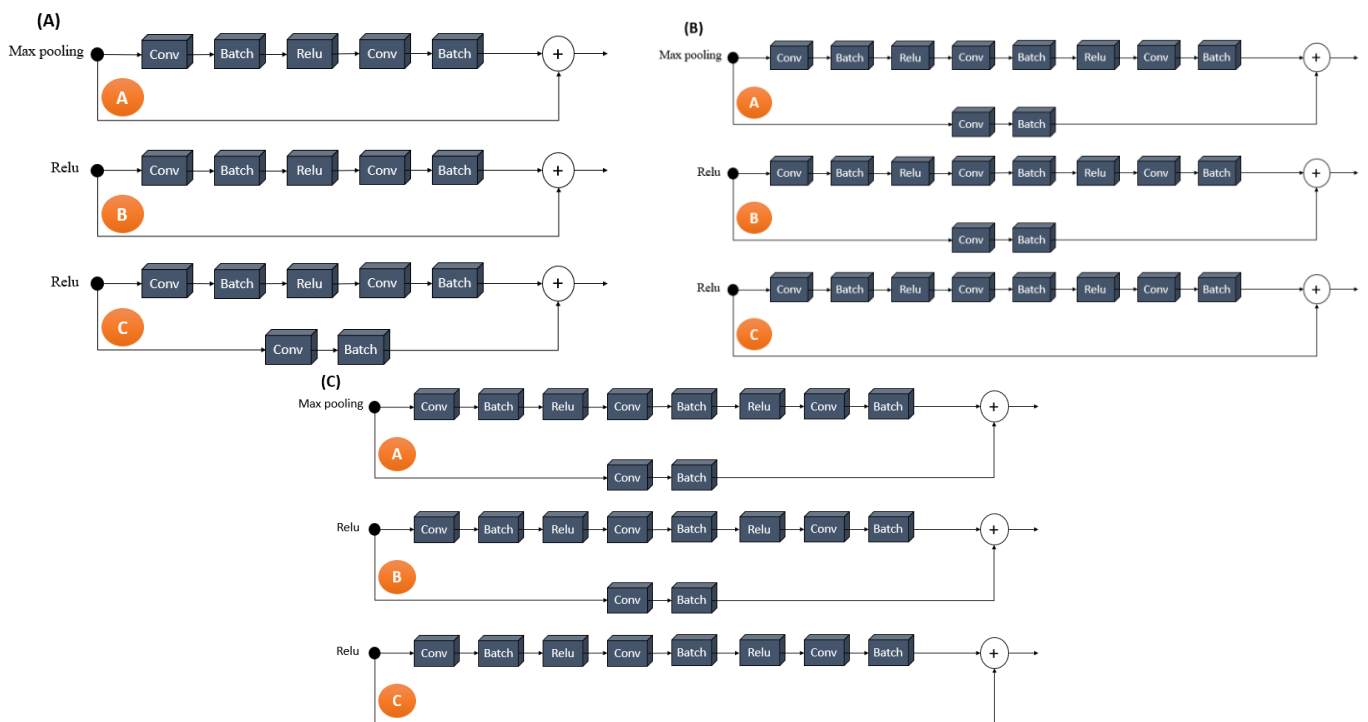 (A)
Max pooling Conv Batch Relu Conv Batch +
A
Relu Conv Batch Relu Conv Batch +
B
Relu Conv Batch Relu Conv Batch +
C
Conv Batch
(B)
Max pooling Conv Batch Relu Conv Batch Relu Conv Batch +
A
Conv Batch
Relu Conv Batch Relu Conv Batch Relu Conv Batch +
B
Conv Batch
Relu Conv Batch Relu Conv Batch Relu Conv Batch +
C
(C)
Max pooling Conv Batch Relu Conv Batch Relu Conv Batch +
A
Conv Batch
Relu Conv Batch Relu Conv Batch Relu Conv Batch +
B
Conv Batch
Relu Conv Batch Relu Conv Batch Relu Conv Batch +
C